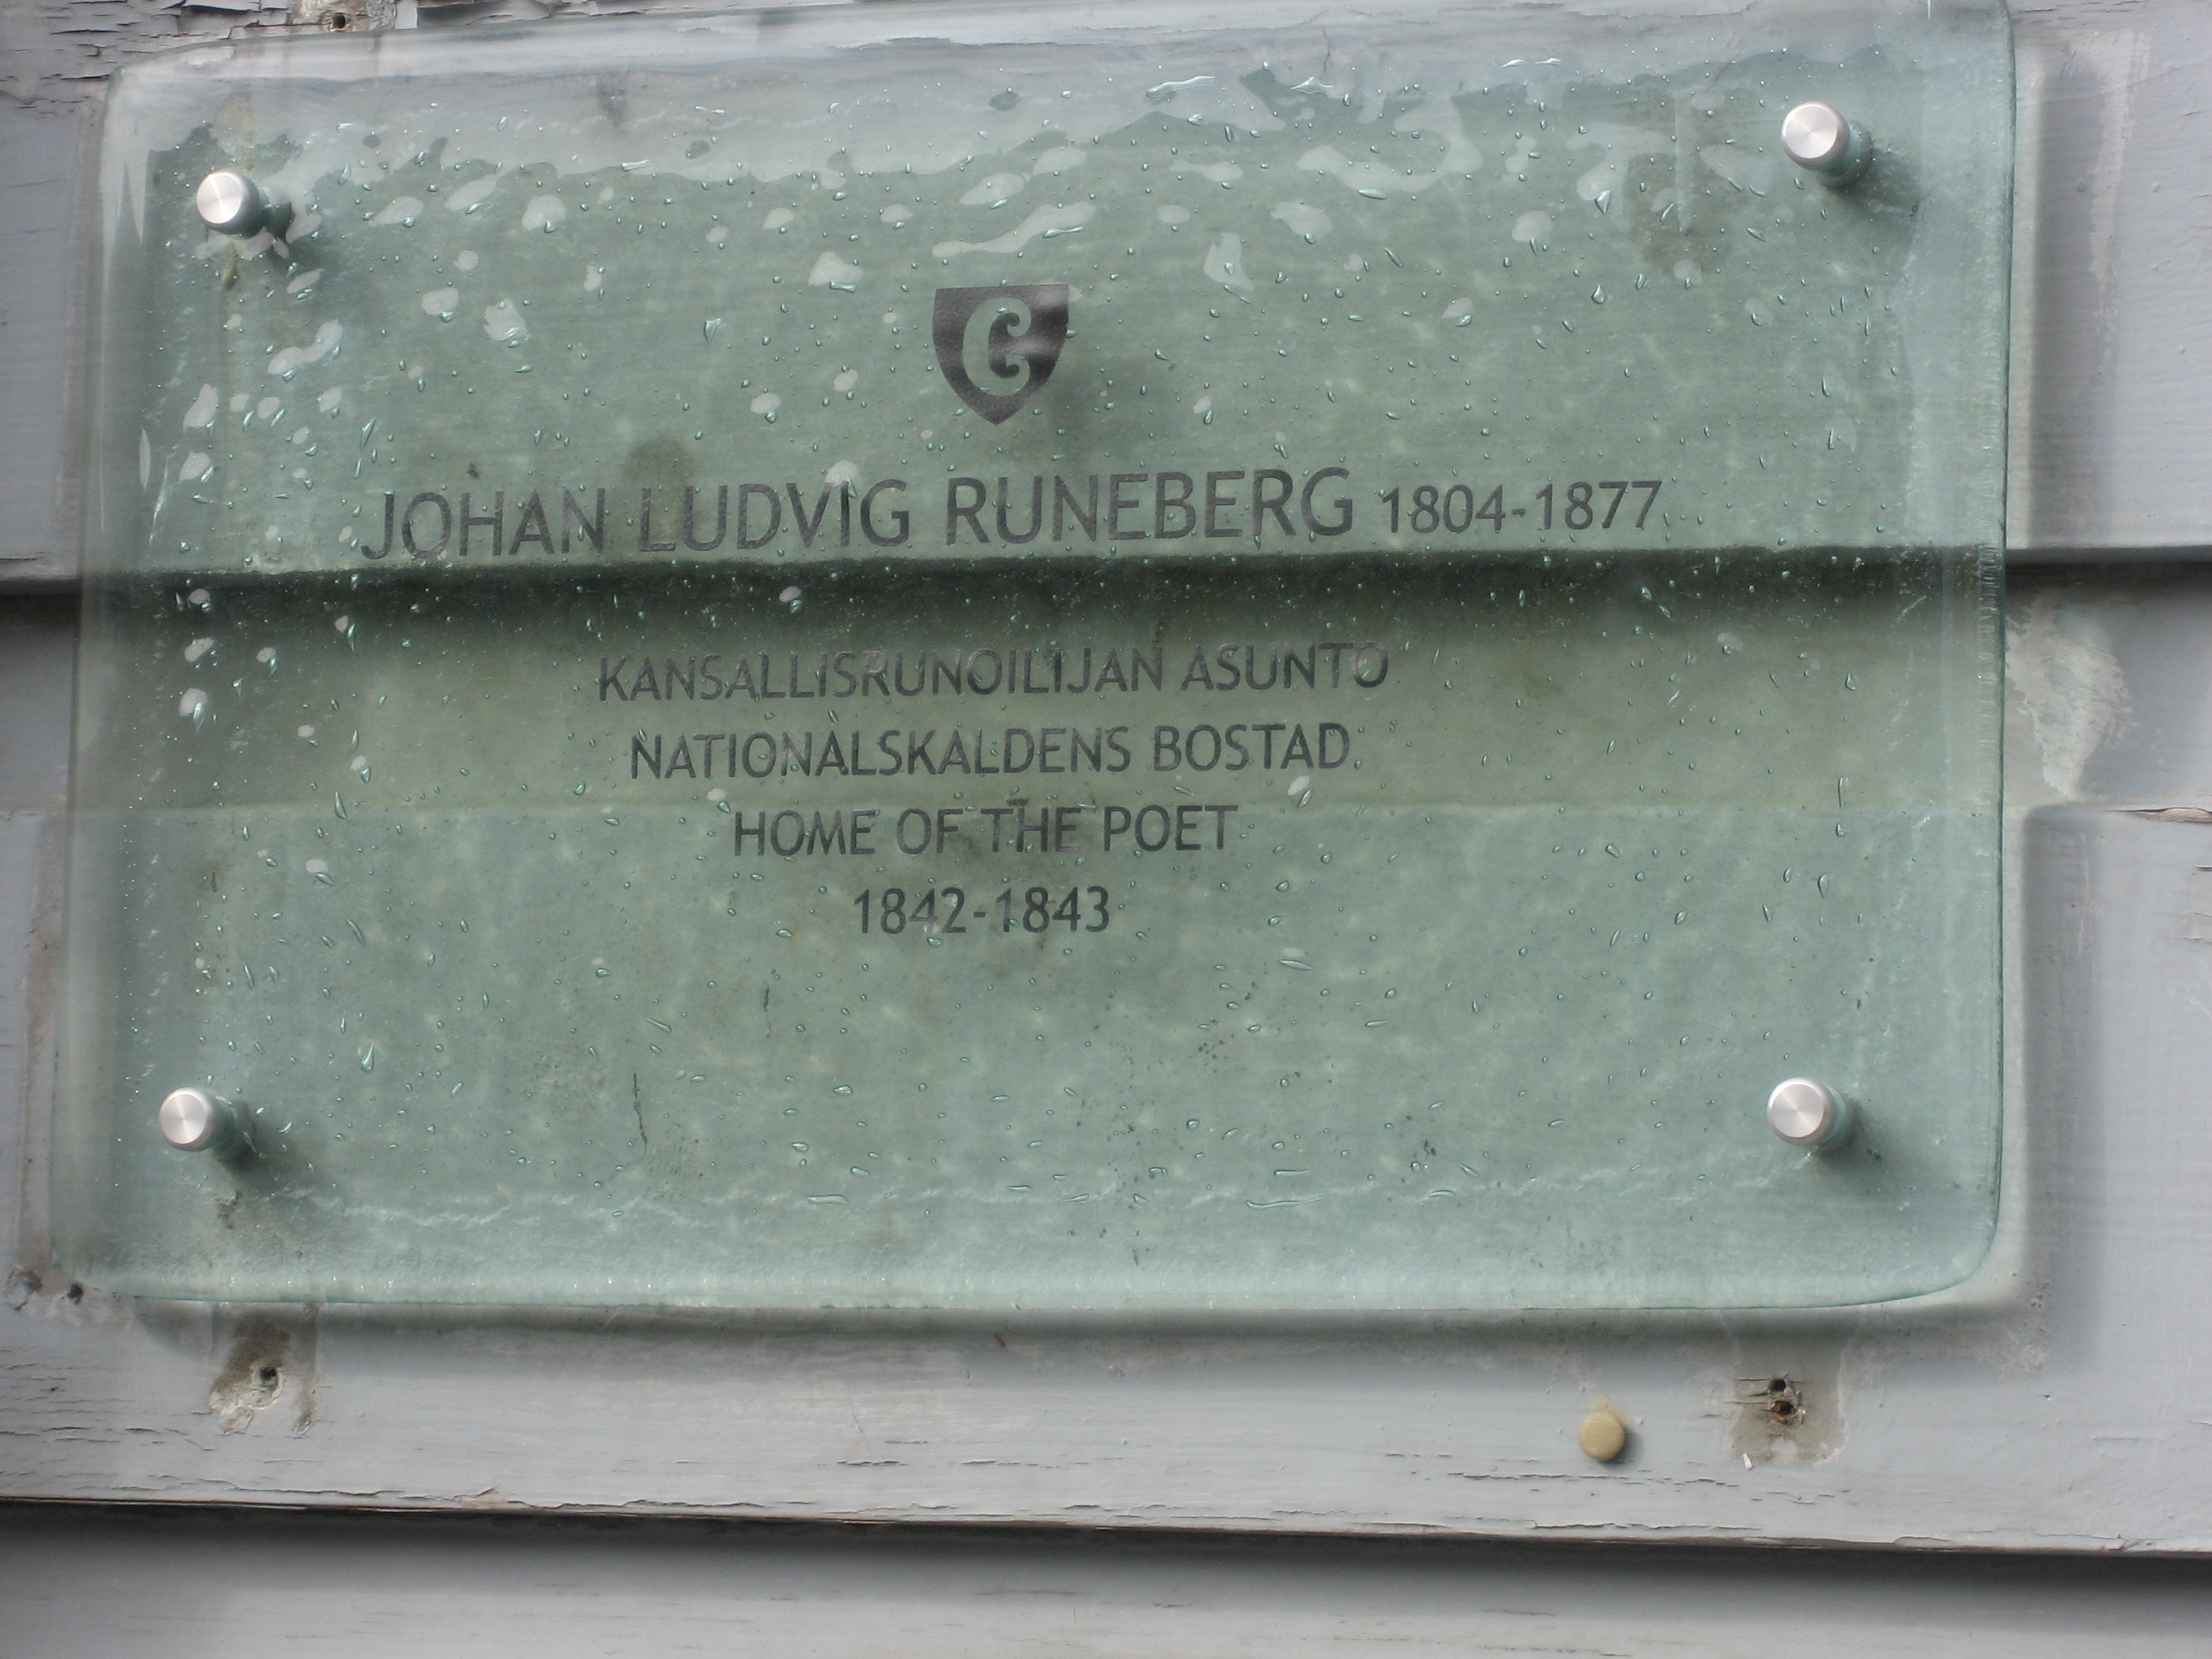 C
JOHAN LUDVIG RUNEBERG 1804-1877
KANSALLISRUNOILIJAN ASUNTO
NATIONALSKALDENS BOSTAD
HOME OF THE POET
1842-1843